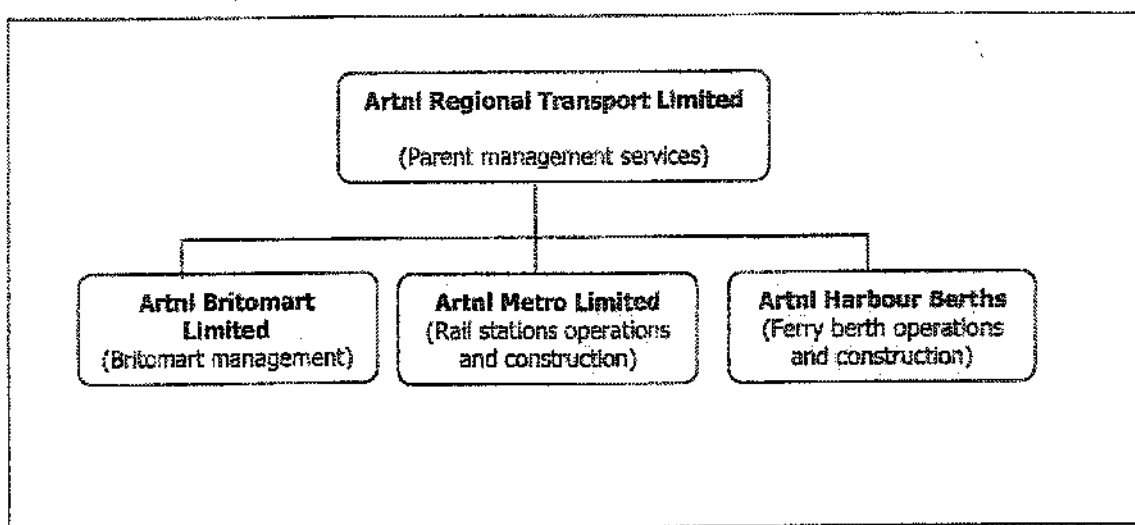 Artnl Regional Transport Limited
(Parent management services)
Artnl Britomart
Limited
(Britomart management)
Artnl Metro Limited
(Rail stations operations
and construction)
Artnl Harbour Berths
(Ferry berth operations
and construction)